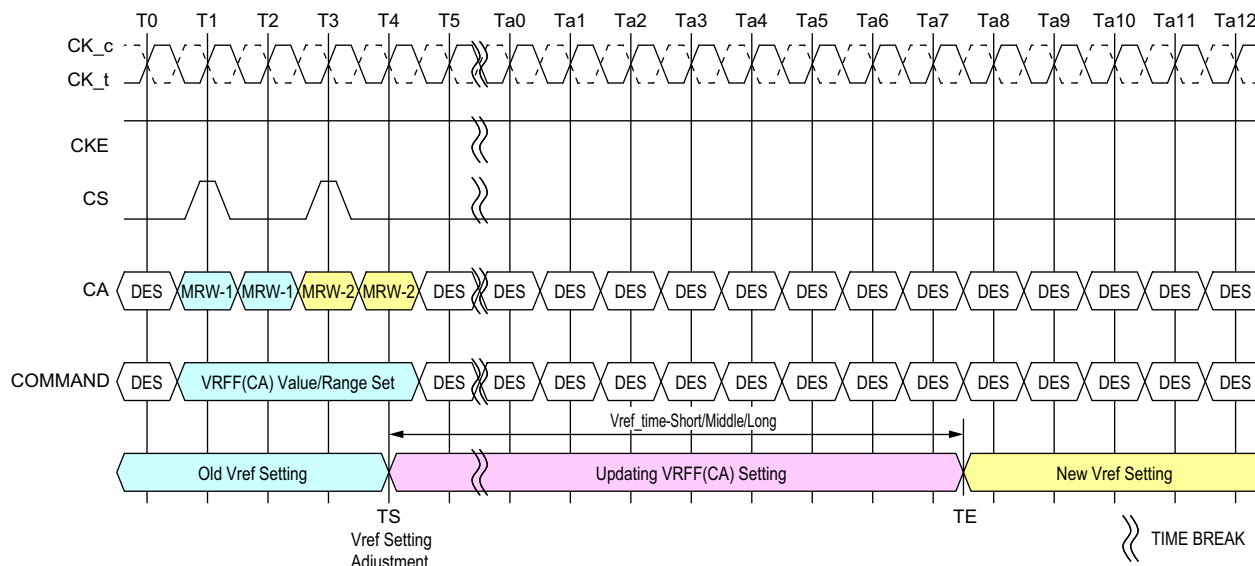 T0 T1 T2 T3 T4 T5 Ta0 Ta1 Ta2 Ta3 Ta4 Ta5 Ta6 Ta7 Ta8 Ta9 Ta10 Ta11 Ta12
CK_c
CK_t
CKE
CS
CA DES MRW-1 MRW-1 MRW-2 MRW-2 DES DES DES DES DES DES DES DES DES DES DES DES DES DES
COMMAND DES VRFF(CA) Value/Range Set DES DES DES DES DES DES DES DES DES DES DES DES DES DES
Vref_time-Short/Middle/Long
Old Vref Setting Updating VRFF(CA) Setting New Vref Setting
TS TE
Vref Setting TIME BREAK
Adjustment